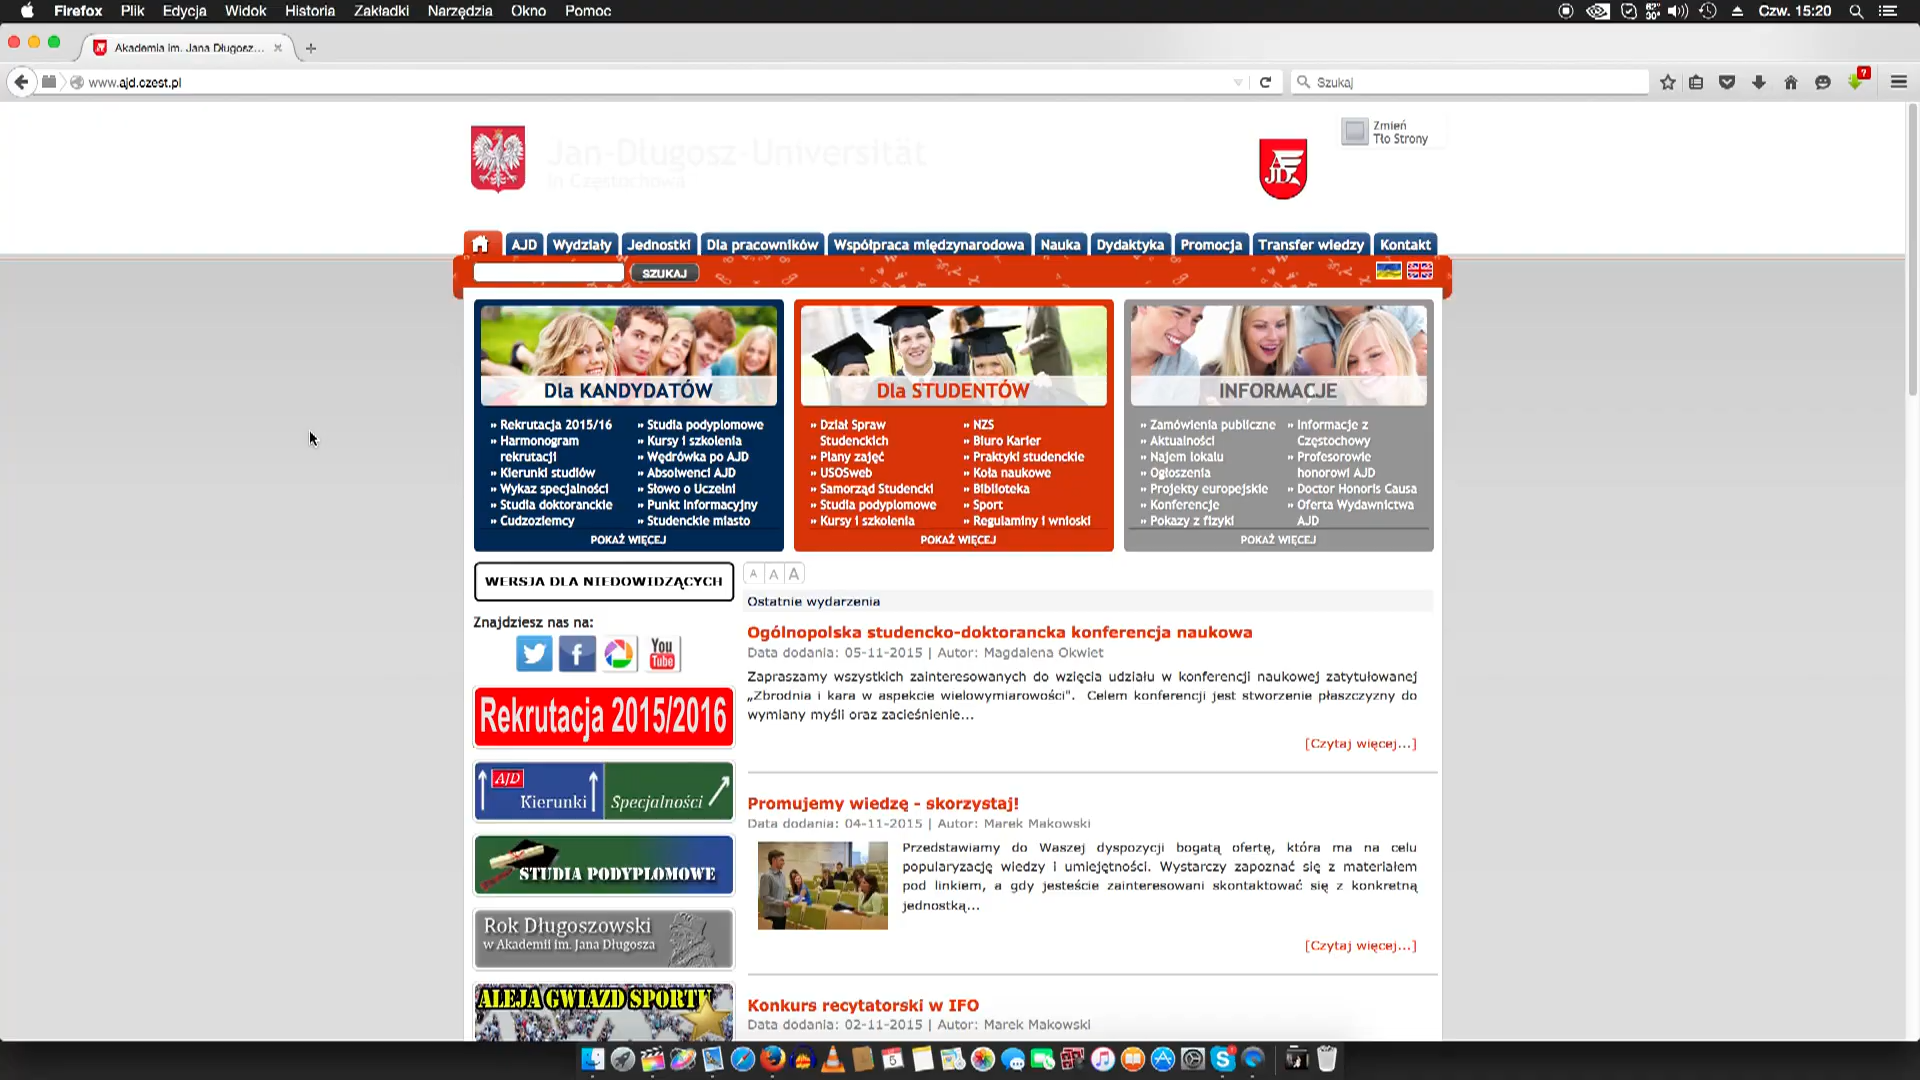 Firefox Plik Edycja Widok Historia Zakładki Narzędzia Okno Pomoc
Czw. 15:20
Akademia im. Jana Długosz...
www.ajd.czest.pl
Szukaj
?
Jan-Długosz-Universität
in Częstochowa
AJD
Zmień
Tło Strony
AJD Wydziały Jednostki Dla pracowników Współpraca międzynarodowa Nauka Dydaktyka Promocja Transfer wiedzy Kontakt
SZUKAJ
Dla KANDYDATÓW
» Rekrutacja 2015/16
» Harmonogram
rekrutacji
» Kierunki studiów
» Wykaz specjalności
» Studia doktoranckie
» Cudzoziemcy
» Studia podyplomowe
» Kursy i szkolenia
» Wędrówka po AJD
» Absolwenci AJD
» Słowo o Uczelni
» Punkt Informacyjny
» Studenckie miasto
POKAŻ WIĘCEJ
Dla STUDENTÓW
» Dział Spraw
Studenckich
» Plany zajęć
» USOSweb
» Samorząd Studencki
» Studia podyplomowe
» Kursy i szkolenia
» NZS
» Biuro Karier
» Praktyki studenckie
» Koła naukowe
» Biblioteka
» Sport
» Regulaminy i wnioski
POKAŻ WIĘCEJ
INFORMACJE
» Zamówienia publiczne
» Aktualności
» Najem lokalu
» Ogłoszenia
» Projekty europejskie
» Konferencje
» Pokazy z fizyki
» Informacje z
Częstochowy
» Profesorowie
honorowi AJD
» Doctor Honoris Causa
» Oferta Wydawnictwa
AJD
POKAŻ WIĘCEJ
WERSJA DLA NIEDOWIDZĄCYCH
Znajdziesz nas na:
You
Tube
Rekrutacja 2015/2016
AJD
Kierunki
Specjalności
STUDIA PODYPLOMOWE
Rok Długoszowski
w Akademii im. Jana Długosza
ALEJA GWIAZD SPORTU
A A A
Ostatnie wydarzenia
Ogólnopolska studencko-doktorancka konferencja naukowa
Data dodania: 05-11-2015 | Autor: Magdalena Okwiet
Zapraszamy wszystkich zainteresowanych do wzięcia udziału w konferencji naukowej zatytułowanej
„Zbrodnia i kara w aspekcie wielowymiarowości". Celem konferencji jest stworzenie płaszczyzny do
wymiany myśli oraz zacieśnienie...
[Czytaj więcej...]
Promujemy wiedzę - skorzystaj!
Data dodania: 04-11-2015 | Autor: Marek Makowski
Przedstawiamy do Waszej dyspozycji bogatą ofertę, która ma na celu
popularyzację wiedzy i umiejętności. Wystarczy zapoznać się z materiałem
pod linkiem, a gdy jesteście zainteresowani skontaktować się z konkretną
jednostką...
[Czytaj więcej...]
Konkurs recytatorski w IFO
Data dodania: 02-11-2015 | Autor: Marek Makowski
5